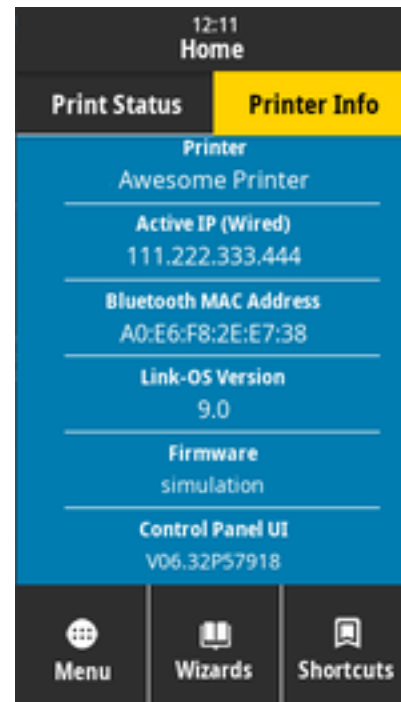 12:11
Home
Print Status Printer Info
Printer
Awesome Printer
Active IP (Wired)
111.222.333.444
Bluetooth MAC Address
A0:E6:F8:2E:E7:38
Link-OS Version
9.0
Firmware
simulation
Control Panel UI
V06.32P57918
Menu Wizards Shortcuts